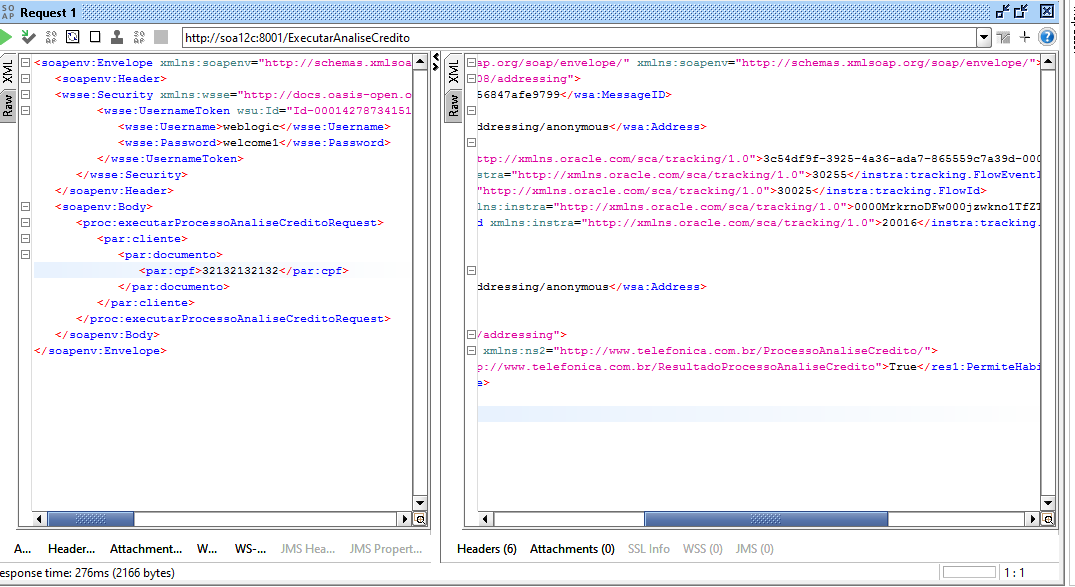 SO AP Request 1
http://soa12c:8001/ExecutarAnaliseCredito
XML
Raw
<soapenv:Envelope xmlns:soapenv="http://schemas.xmlsoa
<soapenv:Header>
<wsse:Security xmlns:wsse="http://docs.oasis-open.o
<wsse:UsernameToken wsu:Id="Id-00014278734151
<wsse:Username>weblogic</wsse:Username>
<wsse:Password>welcome1</wsse:Password>
</wsse:UsernameToken>
</wsse:Security>
</soapenv:Header>
<soapenv:Body>
<proc:executarProcessoAnaliseCreditoRequest>
<par:cliente>
<par:documento>
<par:cpf>32132132132</par:cpf>
</par:documento>
</par:cliente>
</proc:executarProcessoAnaliseCreditoRequest>
</soapenv:Body>
</soapenv:Envelope>
XML
Raw
ap.org/soap/envelope/" xmlns:soapenv="http://schemas.xmlsoap.org/soap/envelope/">
08/addressing">
56847afe9799</wsa:MessageID>
ddressing/anonymous</wsa:Address>
ttp://xmlns.oracle.com/sca/tracking/1.0">3c54df9f-3925-4a36-ada7-865559c7a39d-000
stra="http://xmlns.oracle.com/sca/tracking/1.0">30255</instra:tracking.FlowEventI
"http://xmlns.oracle.com/sca/tracking/1.0">30025</instra:tracking.FlowId>
lns:instra="http://xmlns.oracle.com/sca/tracking/1.0">0000MrkrnoDFw000jzwkno1TfZT
d xmlns:instra="http://xmlns.oracle.com/sca/tracking/1.0">20016</instra:tracking.
ddressing/anonymous</wsa:Address>
/addressing">
xmlns:ns2="http://www.telefonica.com.br/ProcessoAnaliseCredito/">
p://www.telefonica.com.br/ResultadoProcessoAnaliseCredito">True</res1:PermiteHabi
e>
A... Header... Attachment... W... WS-... JMS Hea... JMS Propert...
Headers (6) Attachments (0) SSL Info WSS (0) JMS (0)
esponse time: 276ms (2166 bytes)
1 : 1